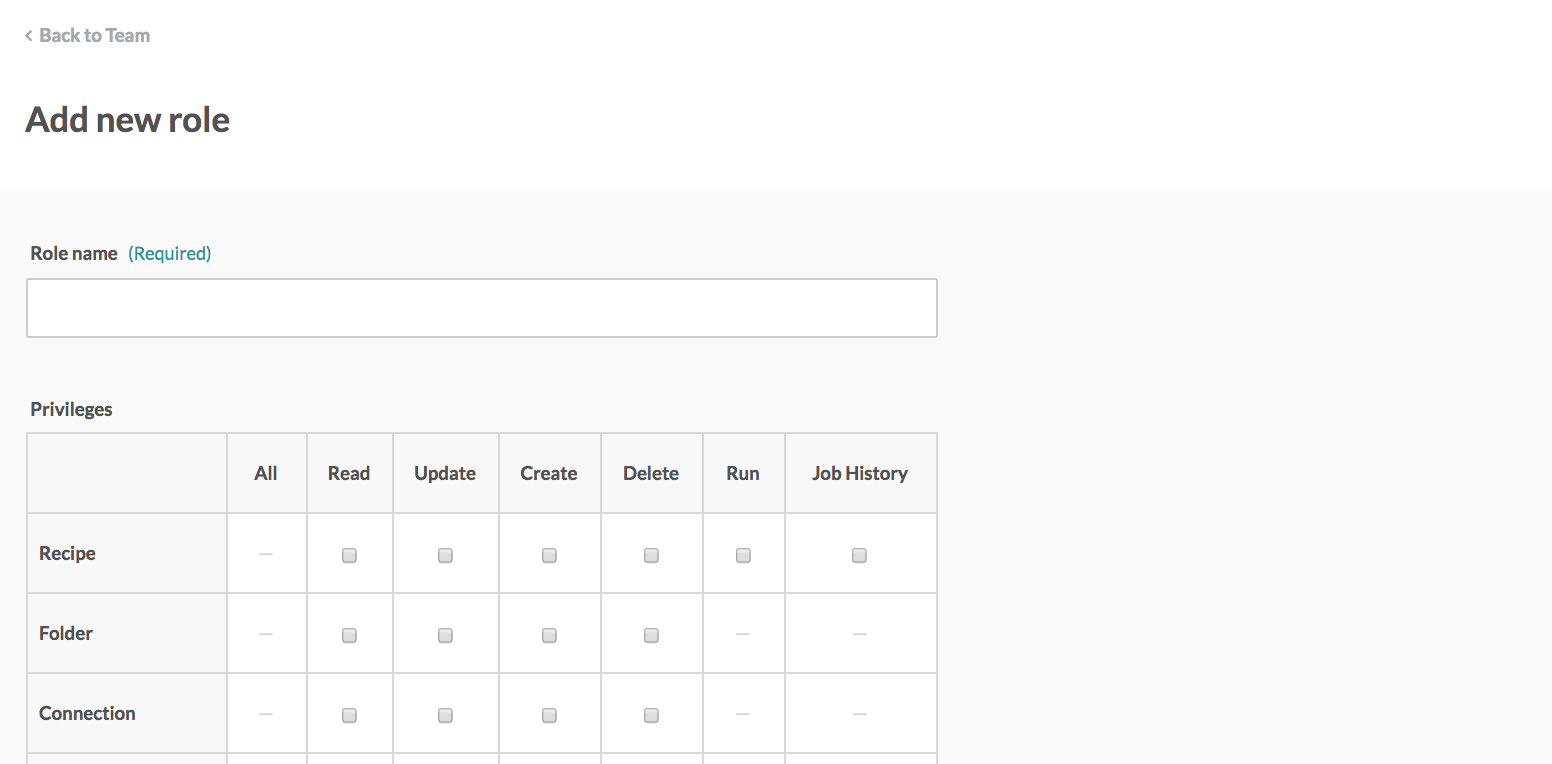 Back to Team
Add new role
Role name (Required)
Privileges
All Read Update Create Delete Run Job History
Recipe
Folder
Connection